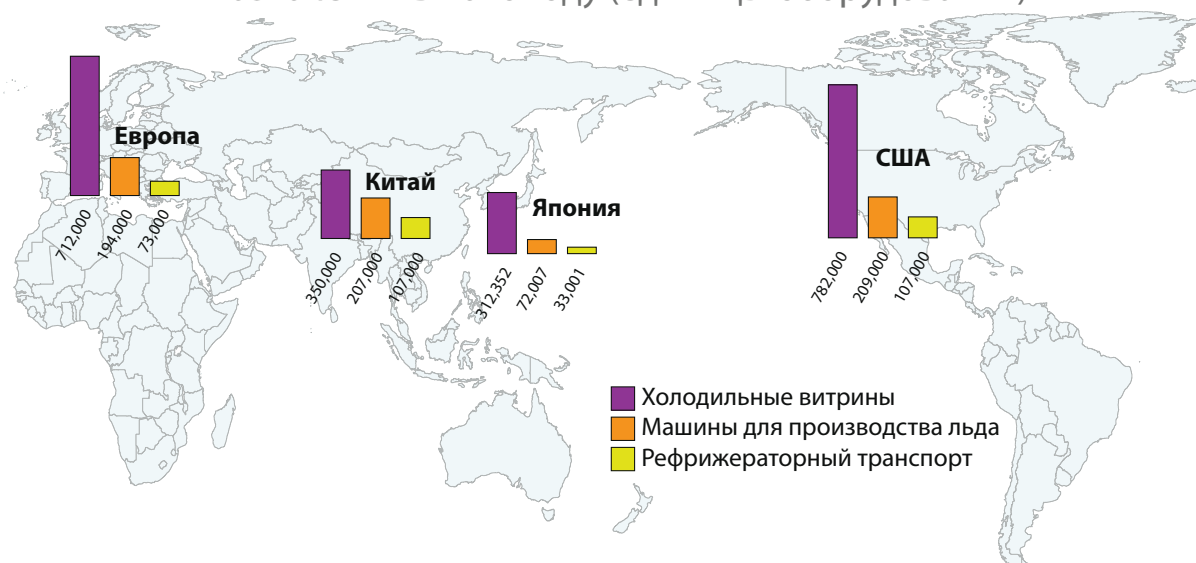 Европа
712,000
194,000
73,000
Китай
350,000
207,000
107,000
Япония
312,352
72,007
33,001
США
782,000
209,000
107,000
Холодильные витрины
Машины для производства льда
Рефрижераторный транспорт